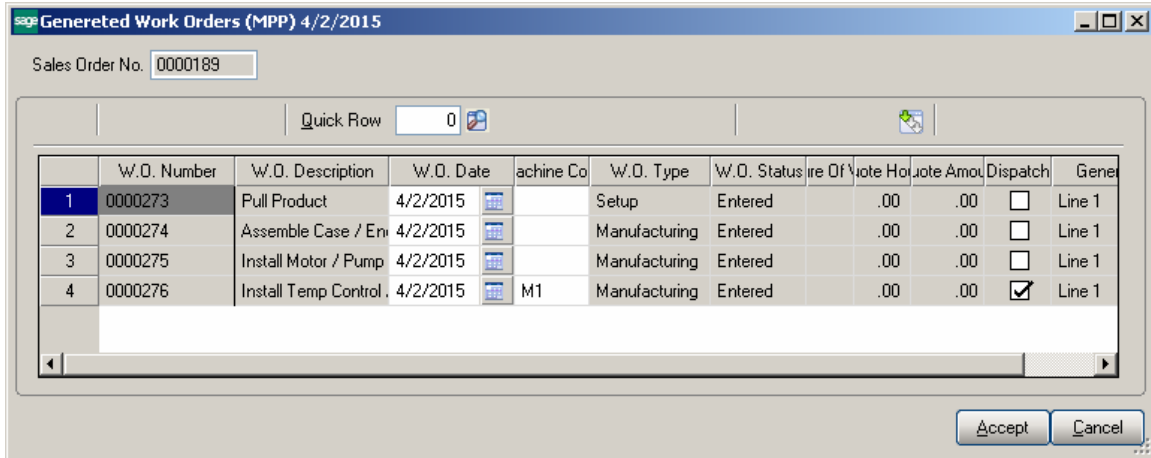 sage Genereted Work Orders (MPP) 4/2/2015
Sales Order No. 0000189
Quick Row 0
W.O. Number W.O. Description W.O. Date achine Co W.O. Type W.O. Status ire Of uote Hou uote Amou Dispatch Gener
1 0000273 Pull Product 4/2/2015 Setup Entered .00 .00 Line 1
2 0000274 Assemble Case / En 4/2/2015 Manufacturing Entered .00 .00 Line 1
3 0000275 Install Motor / Pump 4/2/2015 Manufacturing Entered .00 .00 Line 1
4 0000276 Install Temp Control 4/2/2015 M1 Manufacturing Entered .00 .00 Line 1
Accept Cancel